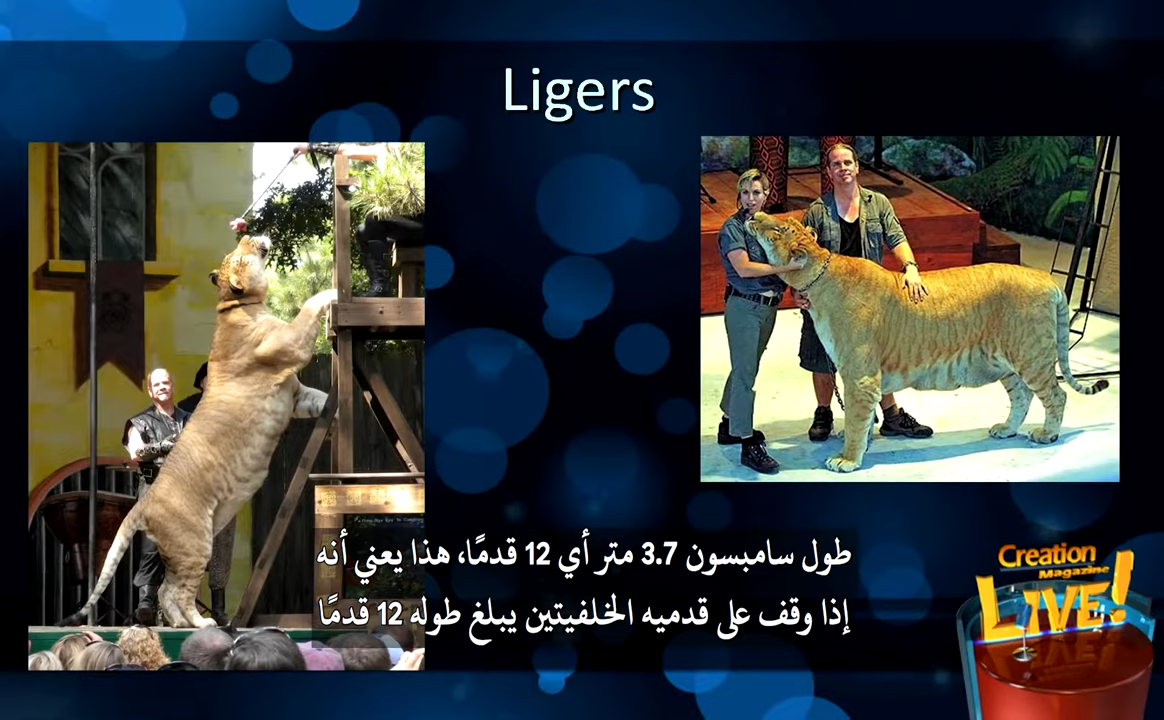 Ligers
طول سامبسون 3.7 متر أي 12 قدمًا، هذا يعني أنه
إذا وقف على قدميه الخلفيتين يبلغ طوله 12 قدمًا
Creation
Magazine
LIVE!